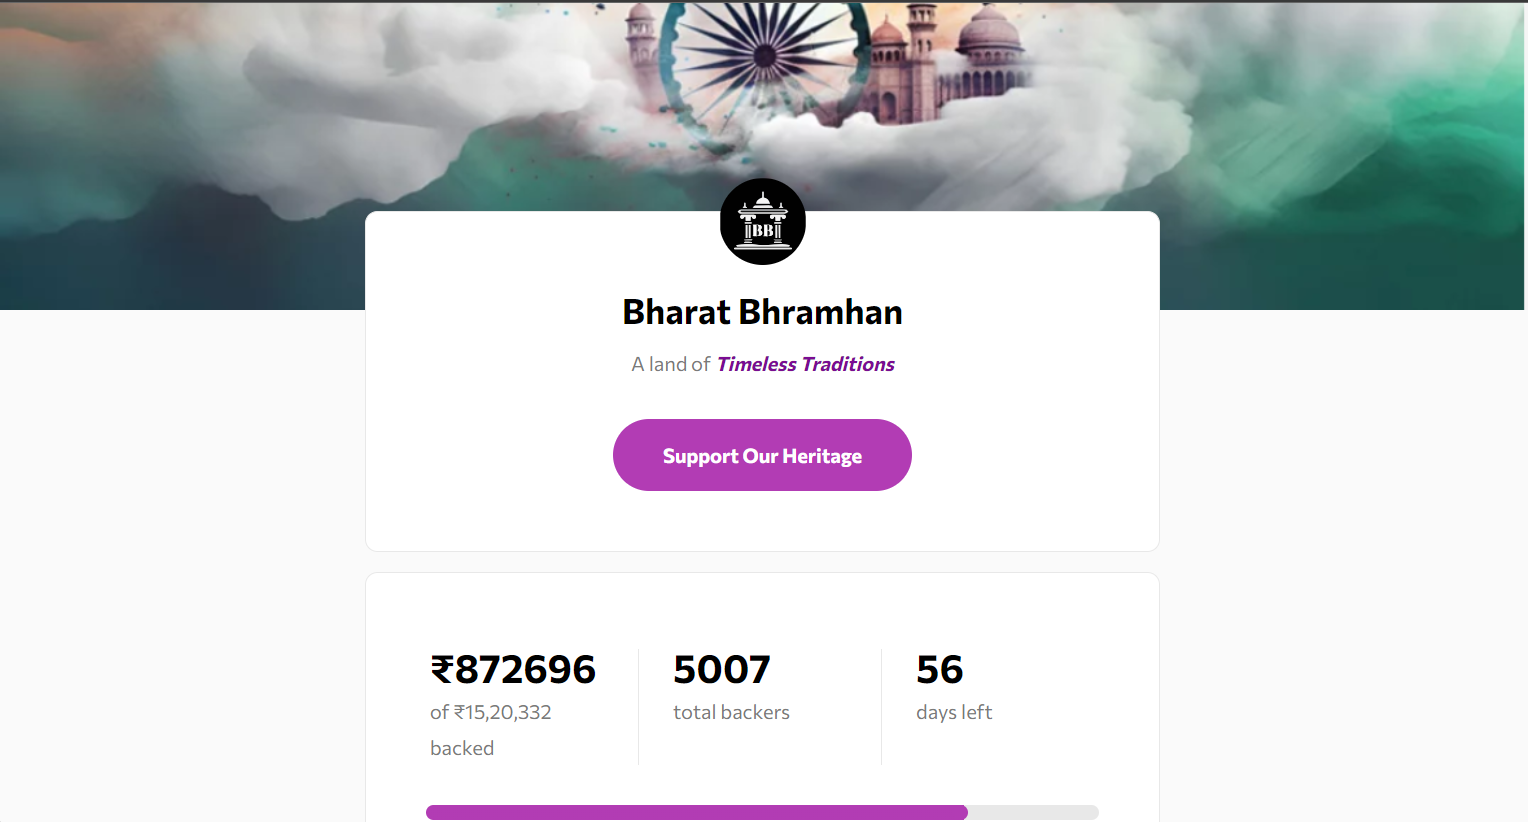 BB
Bharat Bhramhan
A land of Timeless Traditions
Support Our Heritage
₹872696
of ₹15,20,332
backed
5007
total backers
56
days left